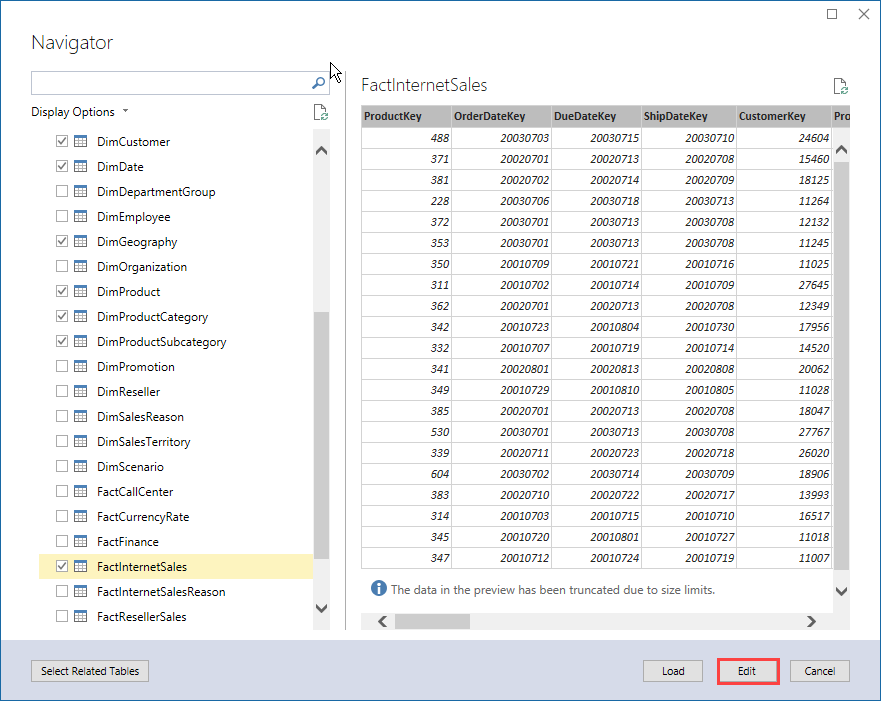 Navigator
Display Options
DimCustomer
DimDate
DimDepartmentGroup
DimEmployee
DimGeography
DimOrganization
DimProduct
DimProductCategory
DimProductSubcategory
DimPromotion
DimReseller
DimSalesReason
DimSalesTerritory
DimScenario
FactCallCenter
FactCurrencyRate
FactFinance
FactInternetSales
FactInternetSalesReason
FactResellerSales
FactInternetSales
ProductKey OrderDateKey DueDateKey ShipDateKey CustomerKey Pro
488 20030703 20030715 20030710 24604
371 20020701 20020713 20020708 15460
381 20020702 20020714 20020709 18125
228 20030706 20030718 20030713 11264
372 20030701 20030713 20030708 12132
353 20030701 20030713 20030708 11245
350 20010709 20010721 20010716 11025
311 20010702 20010714 20010709 27645
362 20020701 20020713 20020708 12349
342 20010723 20010804 20010730 17956
332 20010707 20010719 20010714 14520
341 20020801 20020813 20020808 20062
349 20010729 20010810 20010805 11028
385 20020701 20020713 20020708 18047
530 20030701 20030713 20030708 27767
339 20020711 20020723 20020718 26020
604 20030702 20030714 20030709 18906
383 20020710 20020722 20020717 13993
314 20010703 20010715 20010710 16517
345 20010720 20010801 20010727 11018
347 20010712 20010724 20010719 11007
The data in the preview has been truncated due to size limits.
Select Related Tables
Load
Edit
Cancel